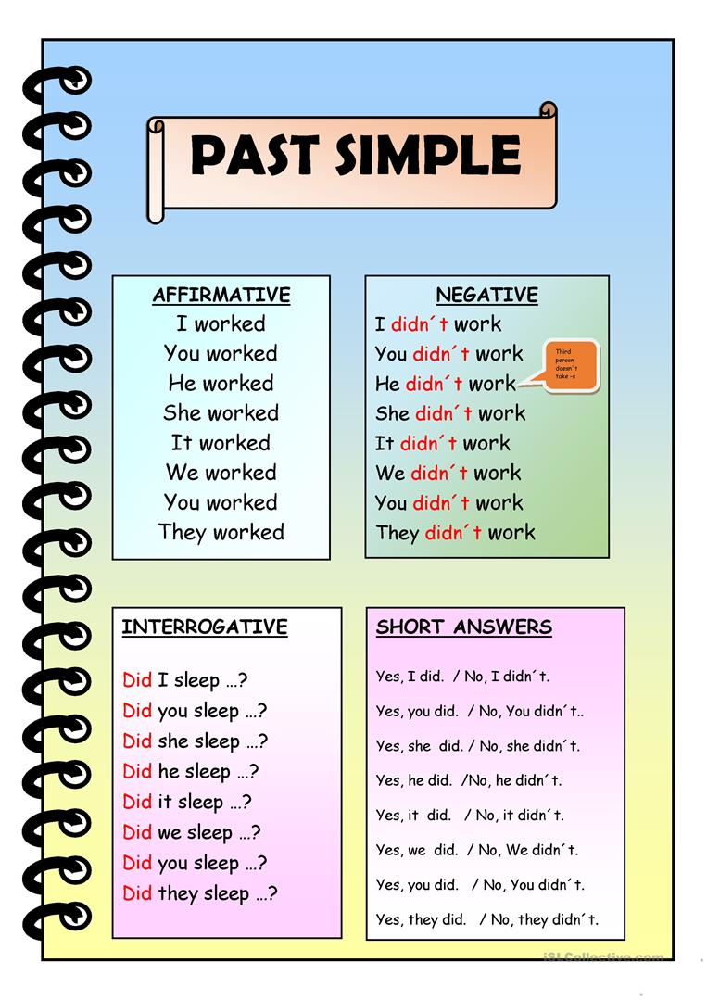 PAST SIMPLE
AFFIRMATIVE
I worked
You worked
He worked
She worked
It worked
We worked
You worked
They worked
NEGATIVE
I didn´t work
You didn´t work
He didn´t work
She didn´t work
It didn´t work
We didn´t work
You didn´t work
They didn´t work
Third
person
doesn´t
take -s
INTERROGATIVE
Did I sleep …?
Did you sleep …?
Did she sleep …?
Did he sleep …?
Did it sleep …?
Did we sleep …?
Did you sleep …?
Did they sleep …?
SHORT ANSWERS
Yes, I did. / No, I didn´t.
Yes, you did. / No, You didn´t..
Yes, she did. / No, she didn´t.
Yes, he did. /No, he didn´t.
Yes, it did. / No, it didn´t.
Yes, we did. / No, We didn´t.
Yes, you did. / No, You didn´t.
Yes, they did. / No, they didn´t.
iSLCollective.com